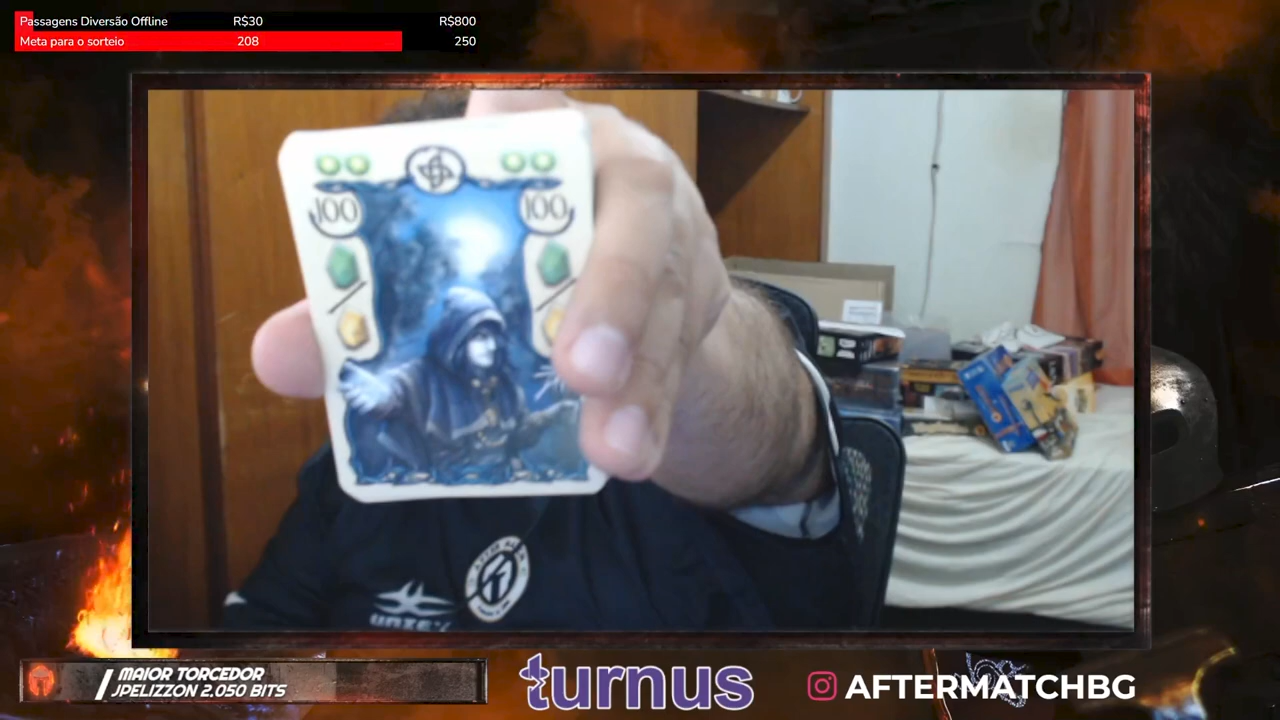 Passagens Diversão Offline R$30 R$800
Meta para o sorteio 208 250
100 100
MAIOR TORCEDOR
JPELIZZON 2.050 BITS
turnus
AFTERMATCHBG